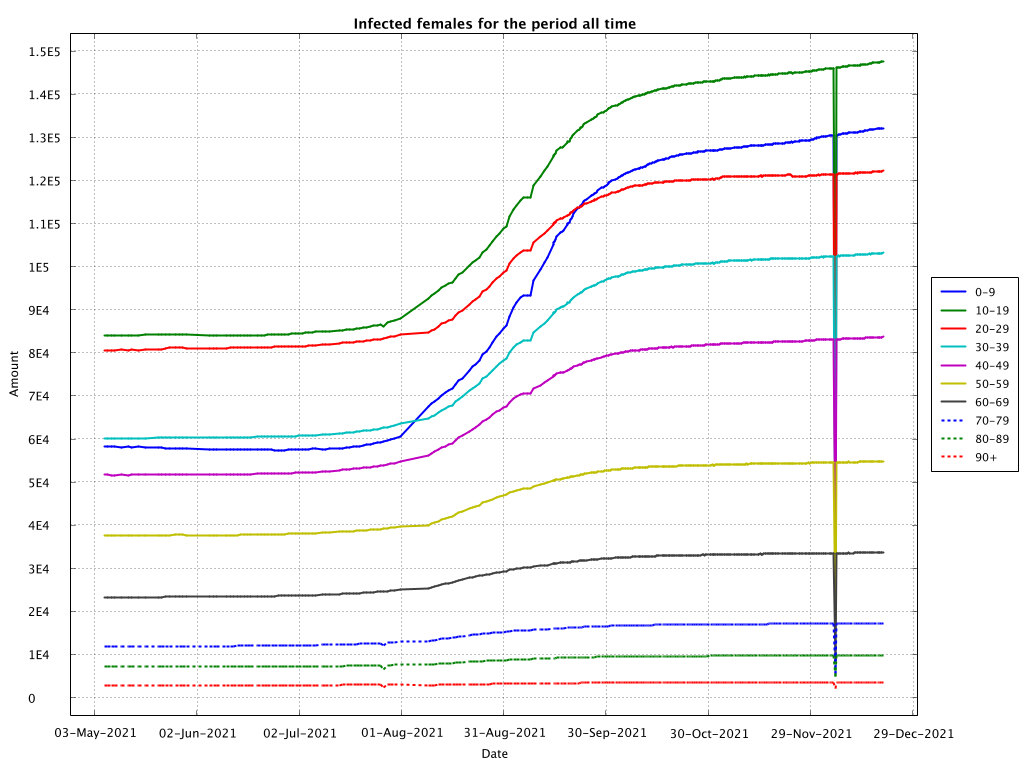 Infected females for the period all time
1.5E5
1.4E5
1.3E5
1.2E5
1.1E5
1E5
9E4
8E4
7E4
6E4
5E4
4E4
3E4
2E4
1E4
0
Amount
03-May-2021 02-Jun-2021 02-Jul-2021 01-Aug-2021 31-Aug-2021 30-Sep-2021 30-Oct-2021 29-Nov-2021 29-Dec-2021
Date
0-9
10-19
20-29
30-39
40-49
50-59
60-69
70-79
80-89
90+